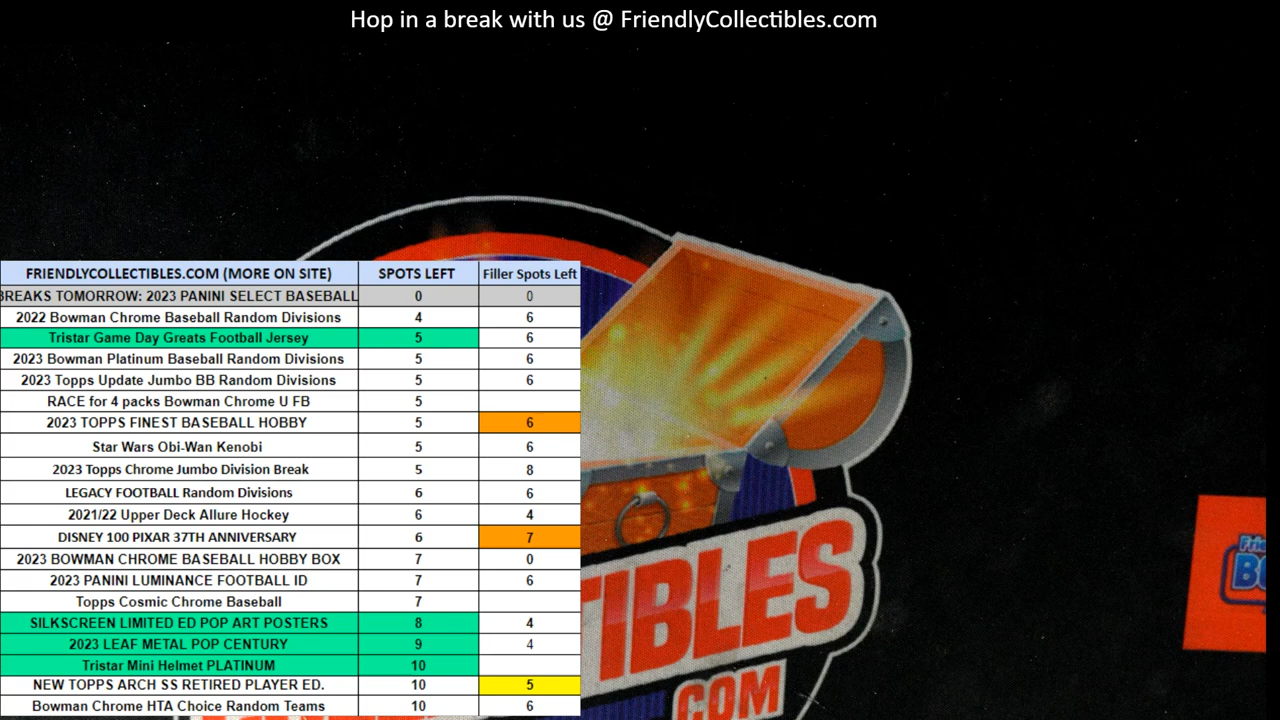 Hop in a break with us @ FriendlyCollectibles.com
FRIENDLYCOLLECTIBLES.COM (MORE ON SITE) SPOTS LEFT Filler Spots Left
BREAKS TOMORROW: 2023 PANINI SELECT BASEBALL 0 0
2022 Bowman Chrome Baseball Random Divisions 4 6
Tristar Game Day Greats Football Jersey 5 6
2023 Bowman Platinum Baseball Random Divisions 5 6
2023 Topps Update Jumbo BB Random Divisions 5 6
RACE for 4 packs Bowman Chrome U FB 5
2023 TOPPS FINEST BASEBALL HOBBY 5 6
Star Wars Obi-Wan Kenobi 5 6
2023 Topps Chrome Jumbo Division Break 5 8
LEGACY FOOTBALL Random Divisions 6 6
2021/22 Upper Deck Allure Hockey 6 4
DISNEY 100 PIXAR 37TH ANNIVERSARY 6 7
2023 BOWMAN CHROME BASEBALL HOBBY BOX 7 0
2023 PANINI LUMINANCE FOOTBALL ID 7 6
Topps Cosmic Chrome Baseball 7
SILKSCREEN LIMITED ED POP ART POSTERS 8 4
2023 LEAF METAL POP CENTURY 9 4
Tristar Mini Helmet PLATINUM 10
NEW TOPPS ARCH SS RETIRED PLAYER ED. 10 5
Bowman Chrome HTA Choice Random Teams 10 6
TIBLES
.COM